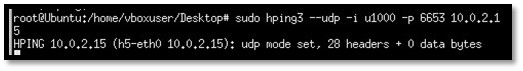 root@Ubuntu:/home/vboxuser/Desktop# sudo hping3 --udp -i u1000 -p 6653 10.0.2.1
5
HPING 10.0.2.15 (h5-eth0 10.0.2.15): udp mode set, 28 headers + 0 data bytes